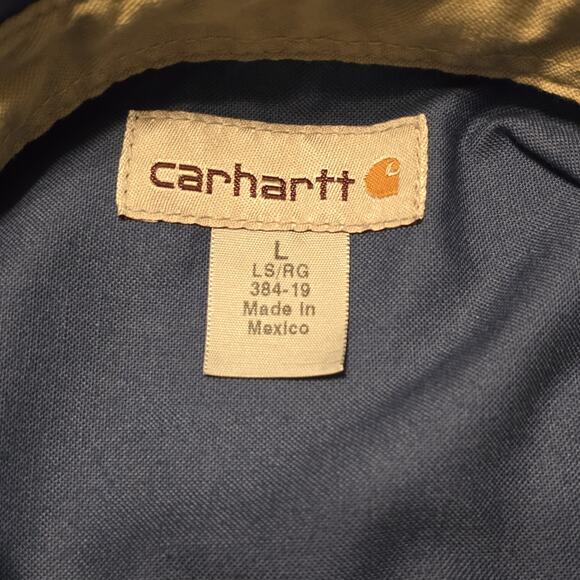 carhartt
L
LS/RG
384-19
Made in
Mexico